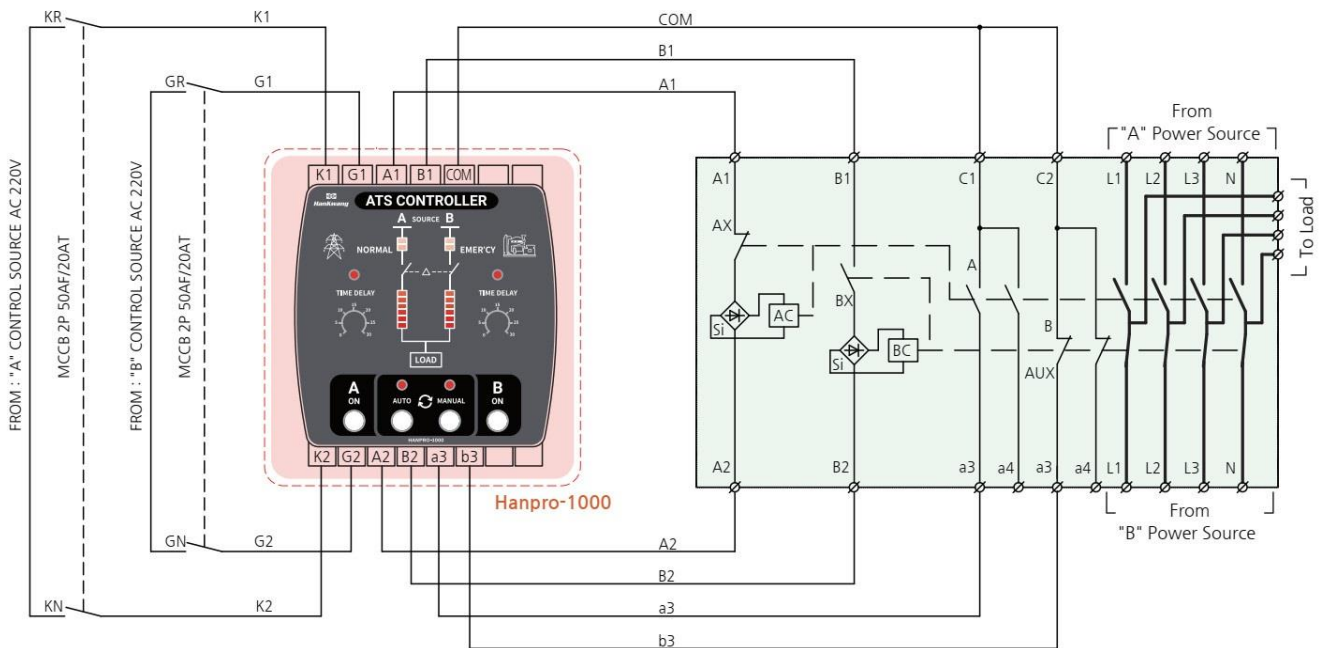 KR
K1
COM
B1
GR
G1
A1
From
"A" Power Source
FROM : "A" CONTROL SOURCE AC 220V
MCCB 2P 50AF/20AT
FROM : "B" CONTROL SOURCE AC 220V
MCCB 2P 50AF/20AT
K1 G1 A1 B1 COM
HanKwang
ATS CONTROLLER
A SOURCE B
NORMAL
EMER'CY
TIME DELAY
TIME DELAY
LOAD
A
ON
AUTO
MANUAL
B
ON
HANPRO-1000
K2 G2 A2 B2 a3 b3
Hanpro-1000
A1 B1 C1 C2 L1 L2 L3 N
To Load
AX
A
BX
B
Si
AC
Si
BC
AUX
A2 B2 a3 a4 a3 a4 L1 L2 L3 N
From
"B" Power Source
GN
G2
A2
B2
KN
K2
a3
b3